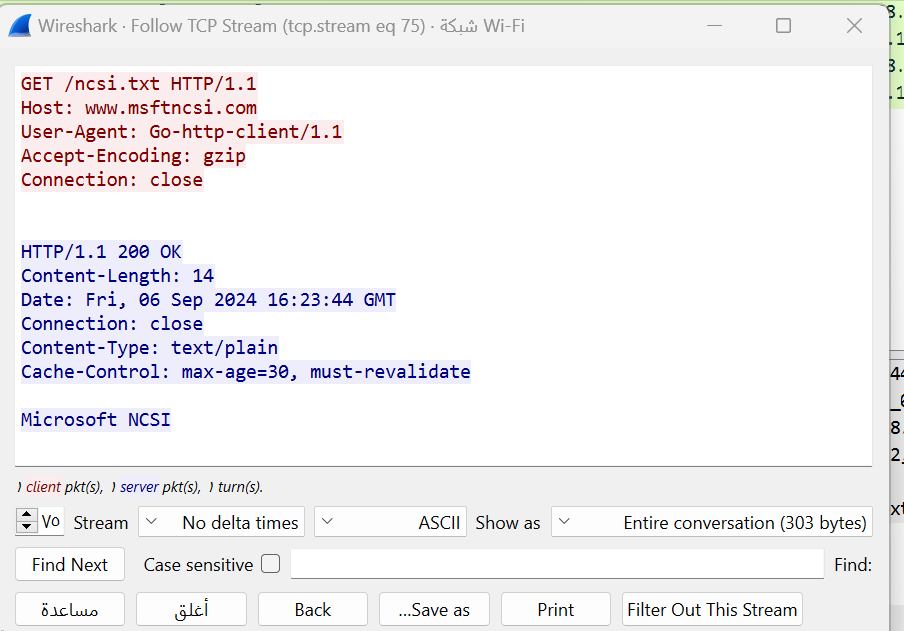 Wireshark · Follow TCP Stream (tcp.stream eq 75) · شبكة Wi-Fi
GET /ncsi.txt HTTP/1.1
Host: www.msftncsi.com
User-Agent: Go-http-client/1.1
Accept-Encoding: gzip
Connection: close
HTTP/1.1 200 OK
Content-Length: 14
Date: Fri, 06 Sep 2024 16:23:44 GMT
Connection: close
Content-Type: text/plain
Cache-Control: max-age=30, must-revalidate
Microsoft NCSI
١ client pkt(s), ١ server pkt(s), ١ turn(s).
٧٥ Stream No delta times ASCII Show as Entire conversation (303 bytes)
Find Next Case sensitive Find:
مساعدة أغلق Back ...Save as Print Filter Out This Stream